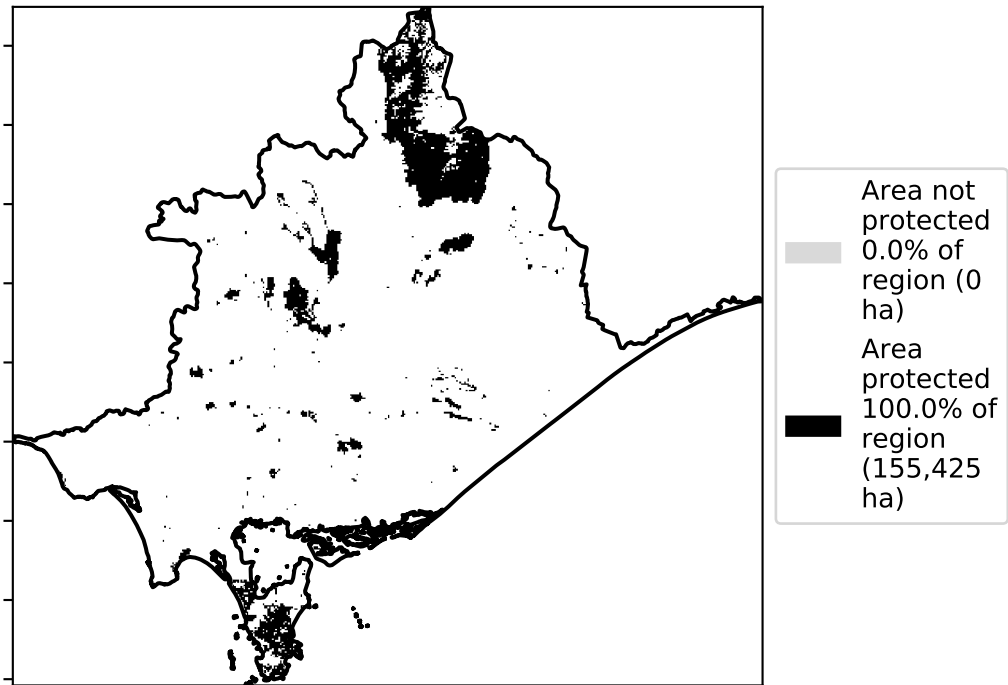 Area not
protected
0.0% of
region (0
ha)
Area
protected
100.0% of
region
(155,425
ha)